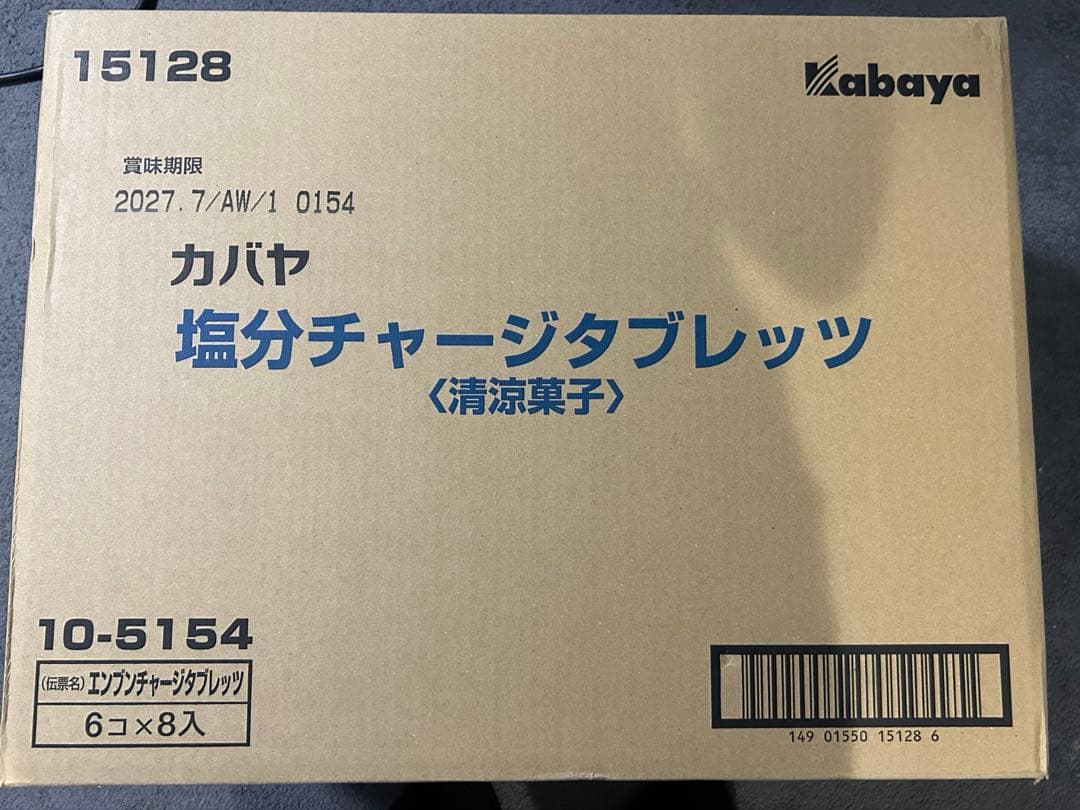 15128
Kabaya
賞味期限
2027.7/AW/1 0154
カバヤ
塩分チャージタブレッツ
〈清涼菓子〉
10-5154
(伝票名) エンブンチャージタブレッツ
6コ×8入
149 01550 15128 6